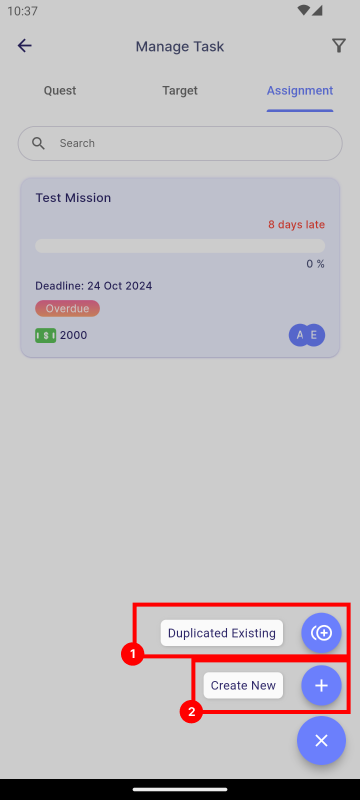 10:37
Manage Task
Quest Target Assignment
Search
Test Mission
8 days late
0 %
Deadline: 24 Oct 2024
Overdue
$ 2000 A E
Duplicated Existing
1
Create New
2